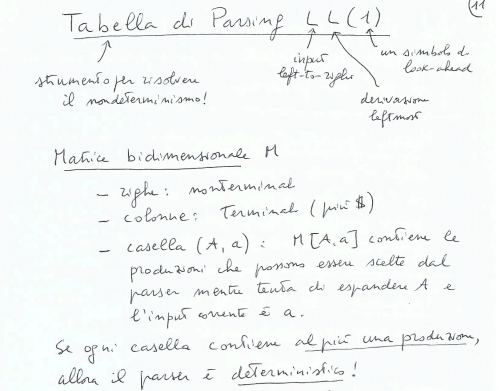 11
Tabella di Parsing LL(1)
strumento per risolvere
il nondeterminismo!
input
left-to-right
derivazione
leftmost
un simbolo di
look-ahead
Matrice bidimensionale M
– righe: nonterminali
– colonne: Terminali (più $)
– casella (A, a): M[A,a] contiene le
produzioni che possono essere scelte dal
parser mentre tenta di espandere A e
l'input corrente è a.
Se ogni casella contiene al più una produzione,
allora il parser è deterministico!